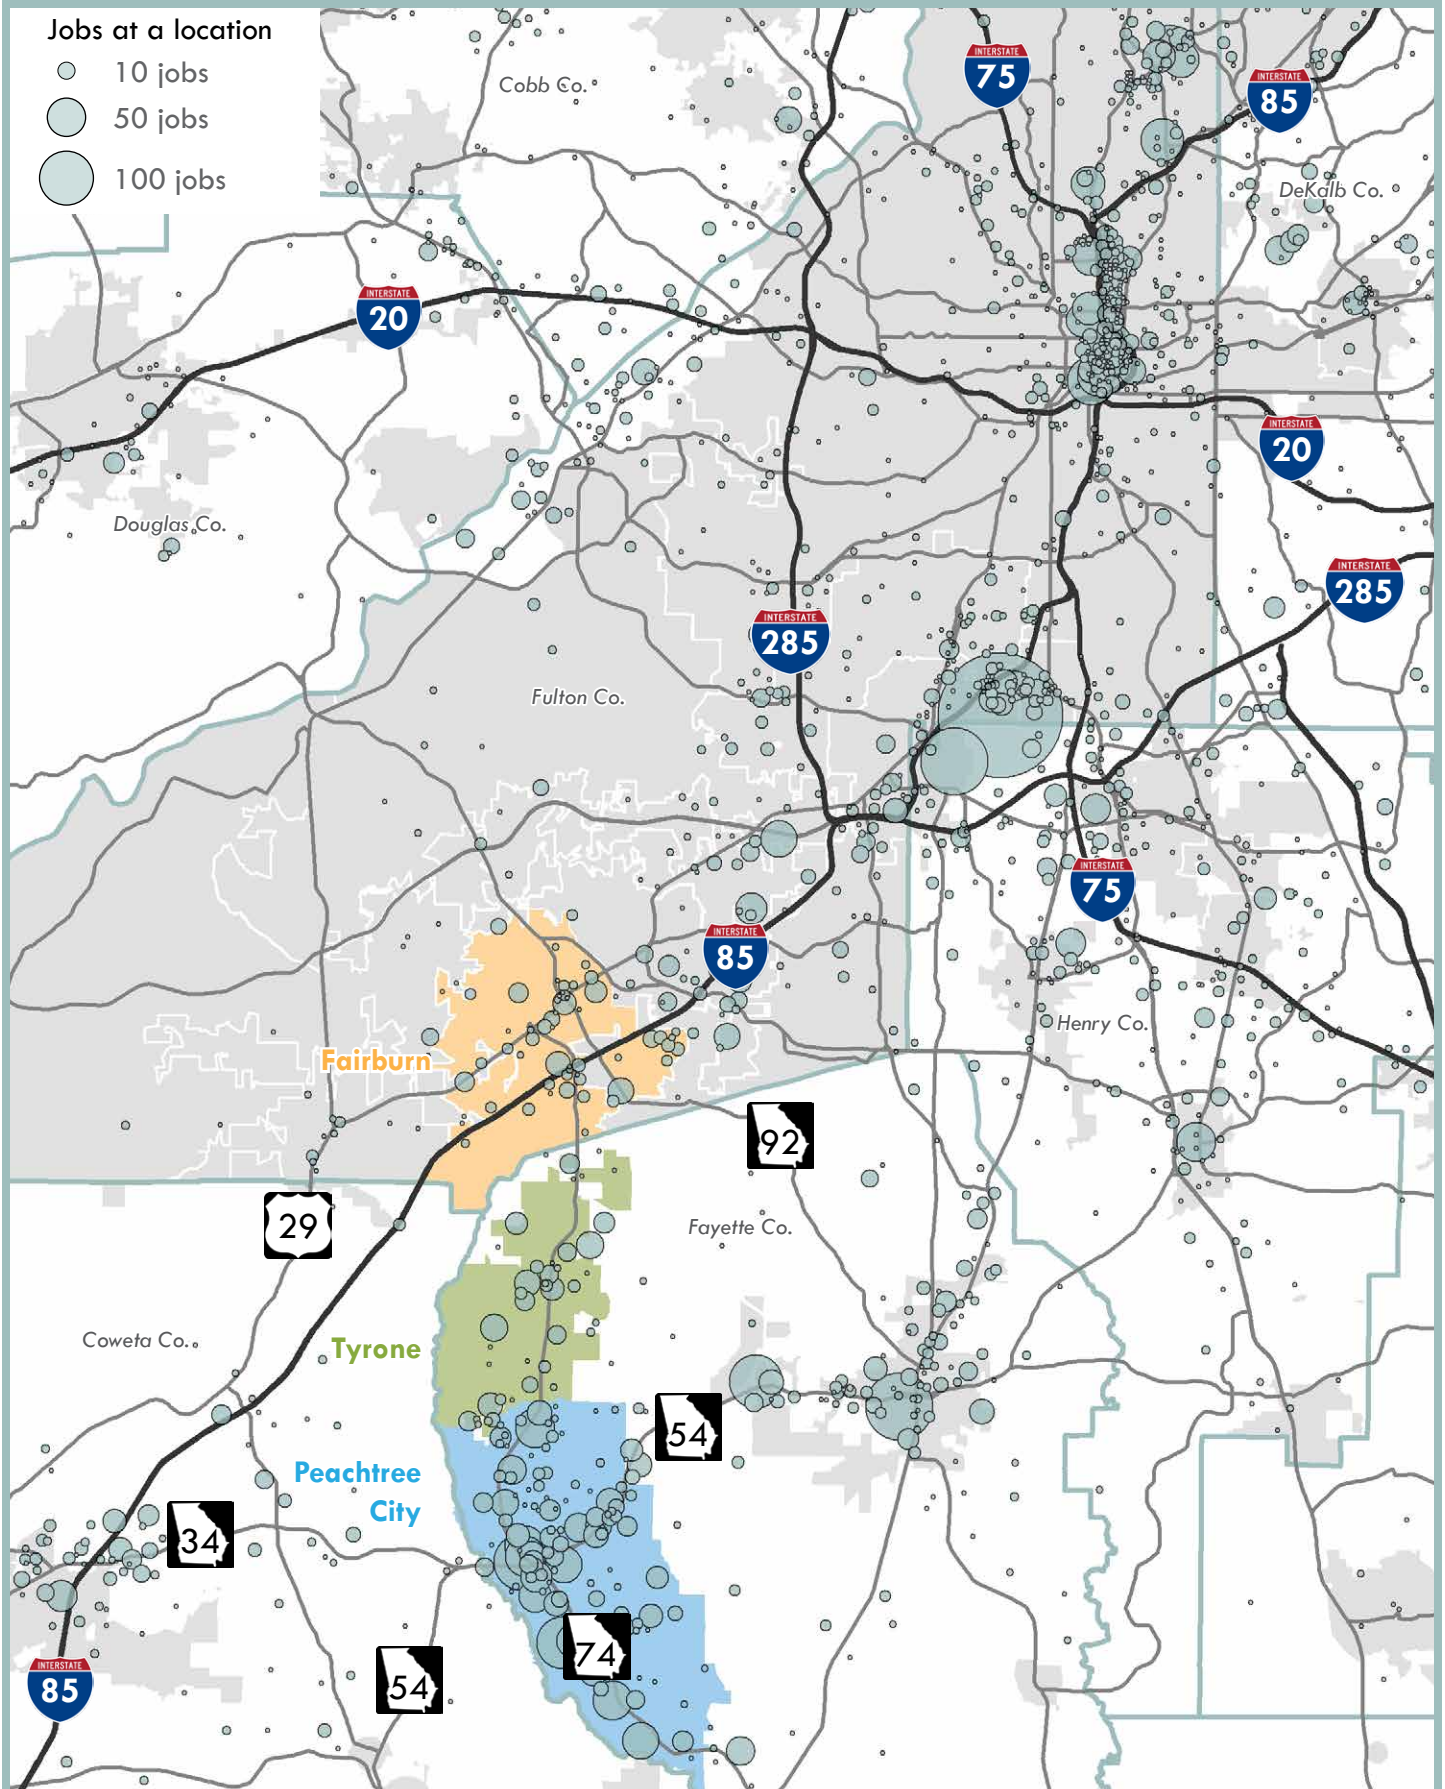 Jobs at a location
10 jobs
50 jobs
100 jobs
Cobb Co.
INTERSTATE
75
INTERSTATE
85
DeKalb Co.
INTERSTATE
20
INTERSTATE
20
Douglas Co.
INTERSTATE
285
INTERSTATE
285
Fulton Co.
INTERSTATE
75
INTERSTATE
85
Henry Co.
Fairburn
92
29
Fayette Co.
Coweta Co.
Tyrone
54
Peachtree
City
34
74
54
INTERSTATE
85